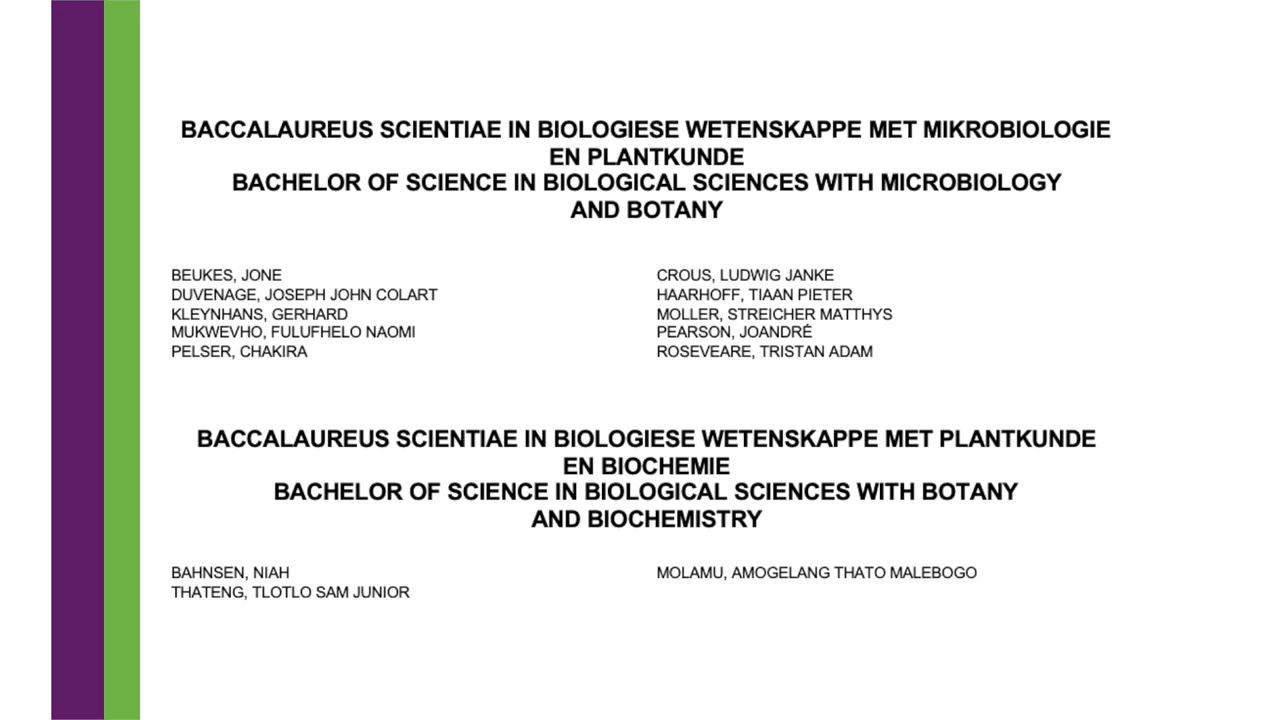 BACCALAUREUS SCIENTIAE IN BIOLOGIESE WETENSKAPPE MET MIKROBIOLOGIE
EN PLANTKUNDE
BACHELOR OF SCIENCE IN BIOLOGICAL SCIENCES WITH MICROBIOLOGY
AND BOTANY
BEUKES, JONE
CROUS, LUDWIG JANKE
DUVENAGE, JOSEPH JOHN COLART
HAARHOFF, TIAAN PIETER
KLEYNHANS, GERHARD
MOLLER, STREICHER MATTHYS
MUKWEVHO, FULUFHELO NAOMI
PEARSON, JOANDRÉ
PELSER, CHAKIRA
ROSEVEARE, TRISTAN ADAM
BACCALAUREUS SCIENTIAE IN BIOLOGIESE WETENSKAPPE MET PLANTKUNDE
EN BIOCHEMIE
BACHELOR OF SCIENCE IN BIOLOGICAL SCIENCES WITH BOTANY
AND BIOCHEMISTRY
BAHNSEN, NIAH
MOLAMU, AMOGELANG THATO MALEBOGO
THATENG, TLOTLO SAM JUNIOR